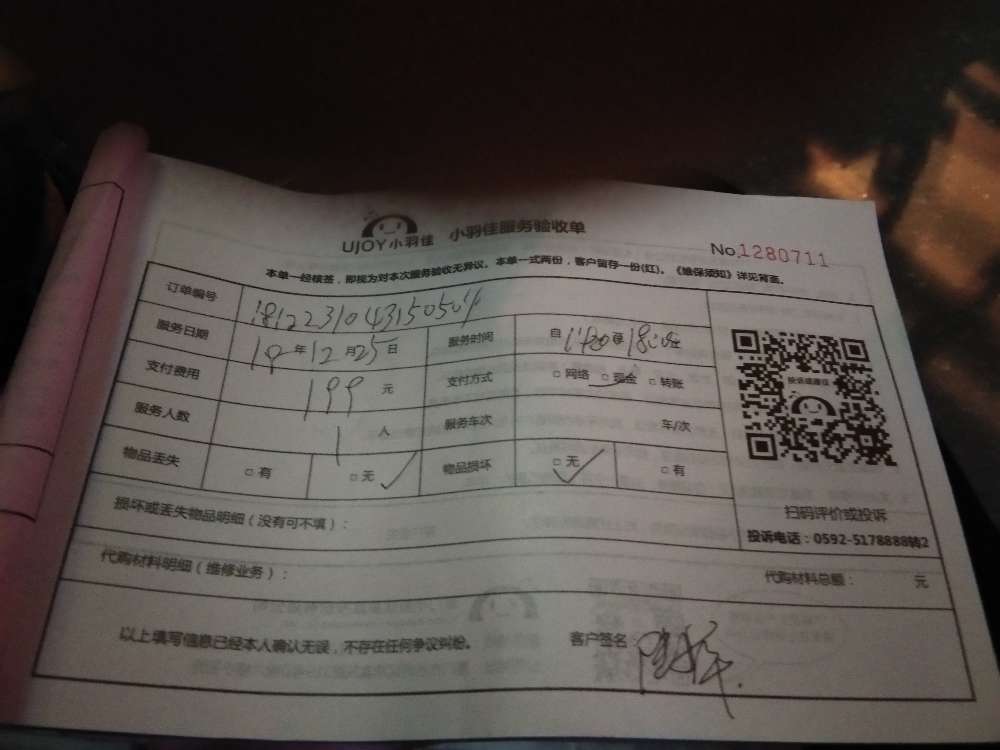 UJOY小羽佳 小羽佳服务验收单
No.1280711
本单一经核签，即视为对本次服务验收无异议。本单一式两份，客户留存一份(红)。《维保须知》详见背面。
订单编号
服务日期 18年12月25日 服务时间 自
支付费用 199元 支付方式 □网络 □现金 □转账
服务人数 1人 服务车次 车/次
物品丢失 □有 □无 ✓ 物品损坏 □无 ✓ □有
投诉或建议
扫码评价或投诉
投诉电话：0592-5178888转2
损坏或丢失物品明细（没有可不填）：
代购材料明细（维修业务）： 代购材料总额： 元
以上填写信息已经本人确认无误，不存在任何争议纠纷。 客户签名：